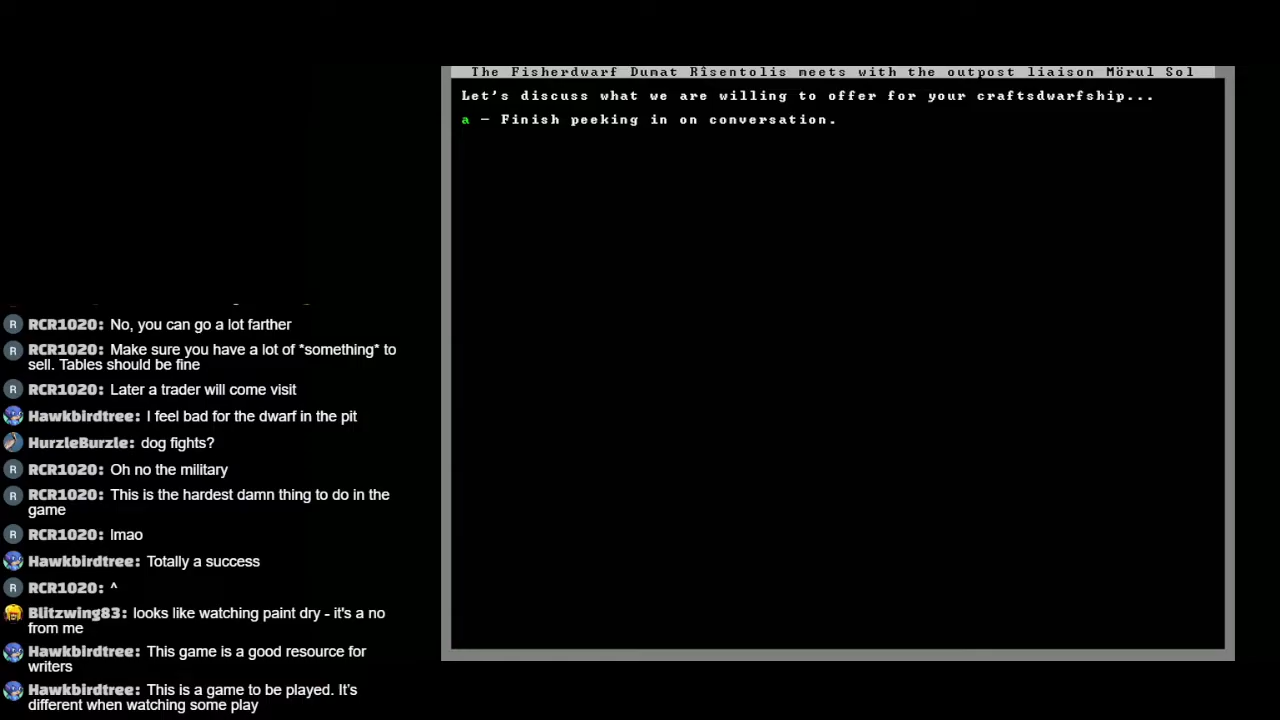 The Fisherdwarf Dumat Rîsentolis meets with the outpost liaison Mörul Sol
Let's discuss what we are willing to offer for your craftsdwarfship...
a - Finish peeking in on conversation.
R RCR1020: No, you can go a lot farther
R RCR1020: Make sure you have a lot of *something* to
sell. Tables should be fine
R RCR1020: Later a trader will come visit
Hawkbirdtree: I feel bad for the dwarf in the pit
HurzleBurzle: dog fights?
R RCR1020: Oh no the military
R RCR1020: This is the hardest damn thing to do in the
game
R RCR1020: lmao
Hawkbirdtree: Totally a success
R RCR1020: ^
Blitzwing83: looks like watching paint dry - it's a no
from me
Hawkbirdtree: This game is a good resource for
writers
Hawkbirdtree: This is a game to be played. It's
different when watching some play